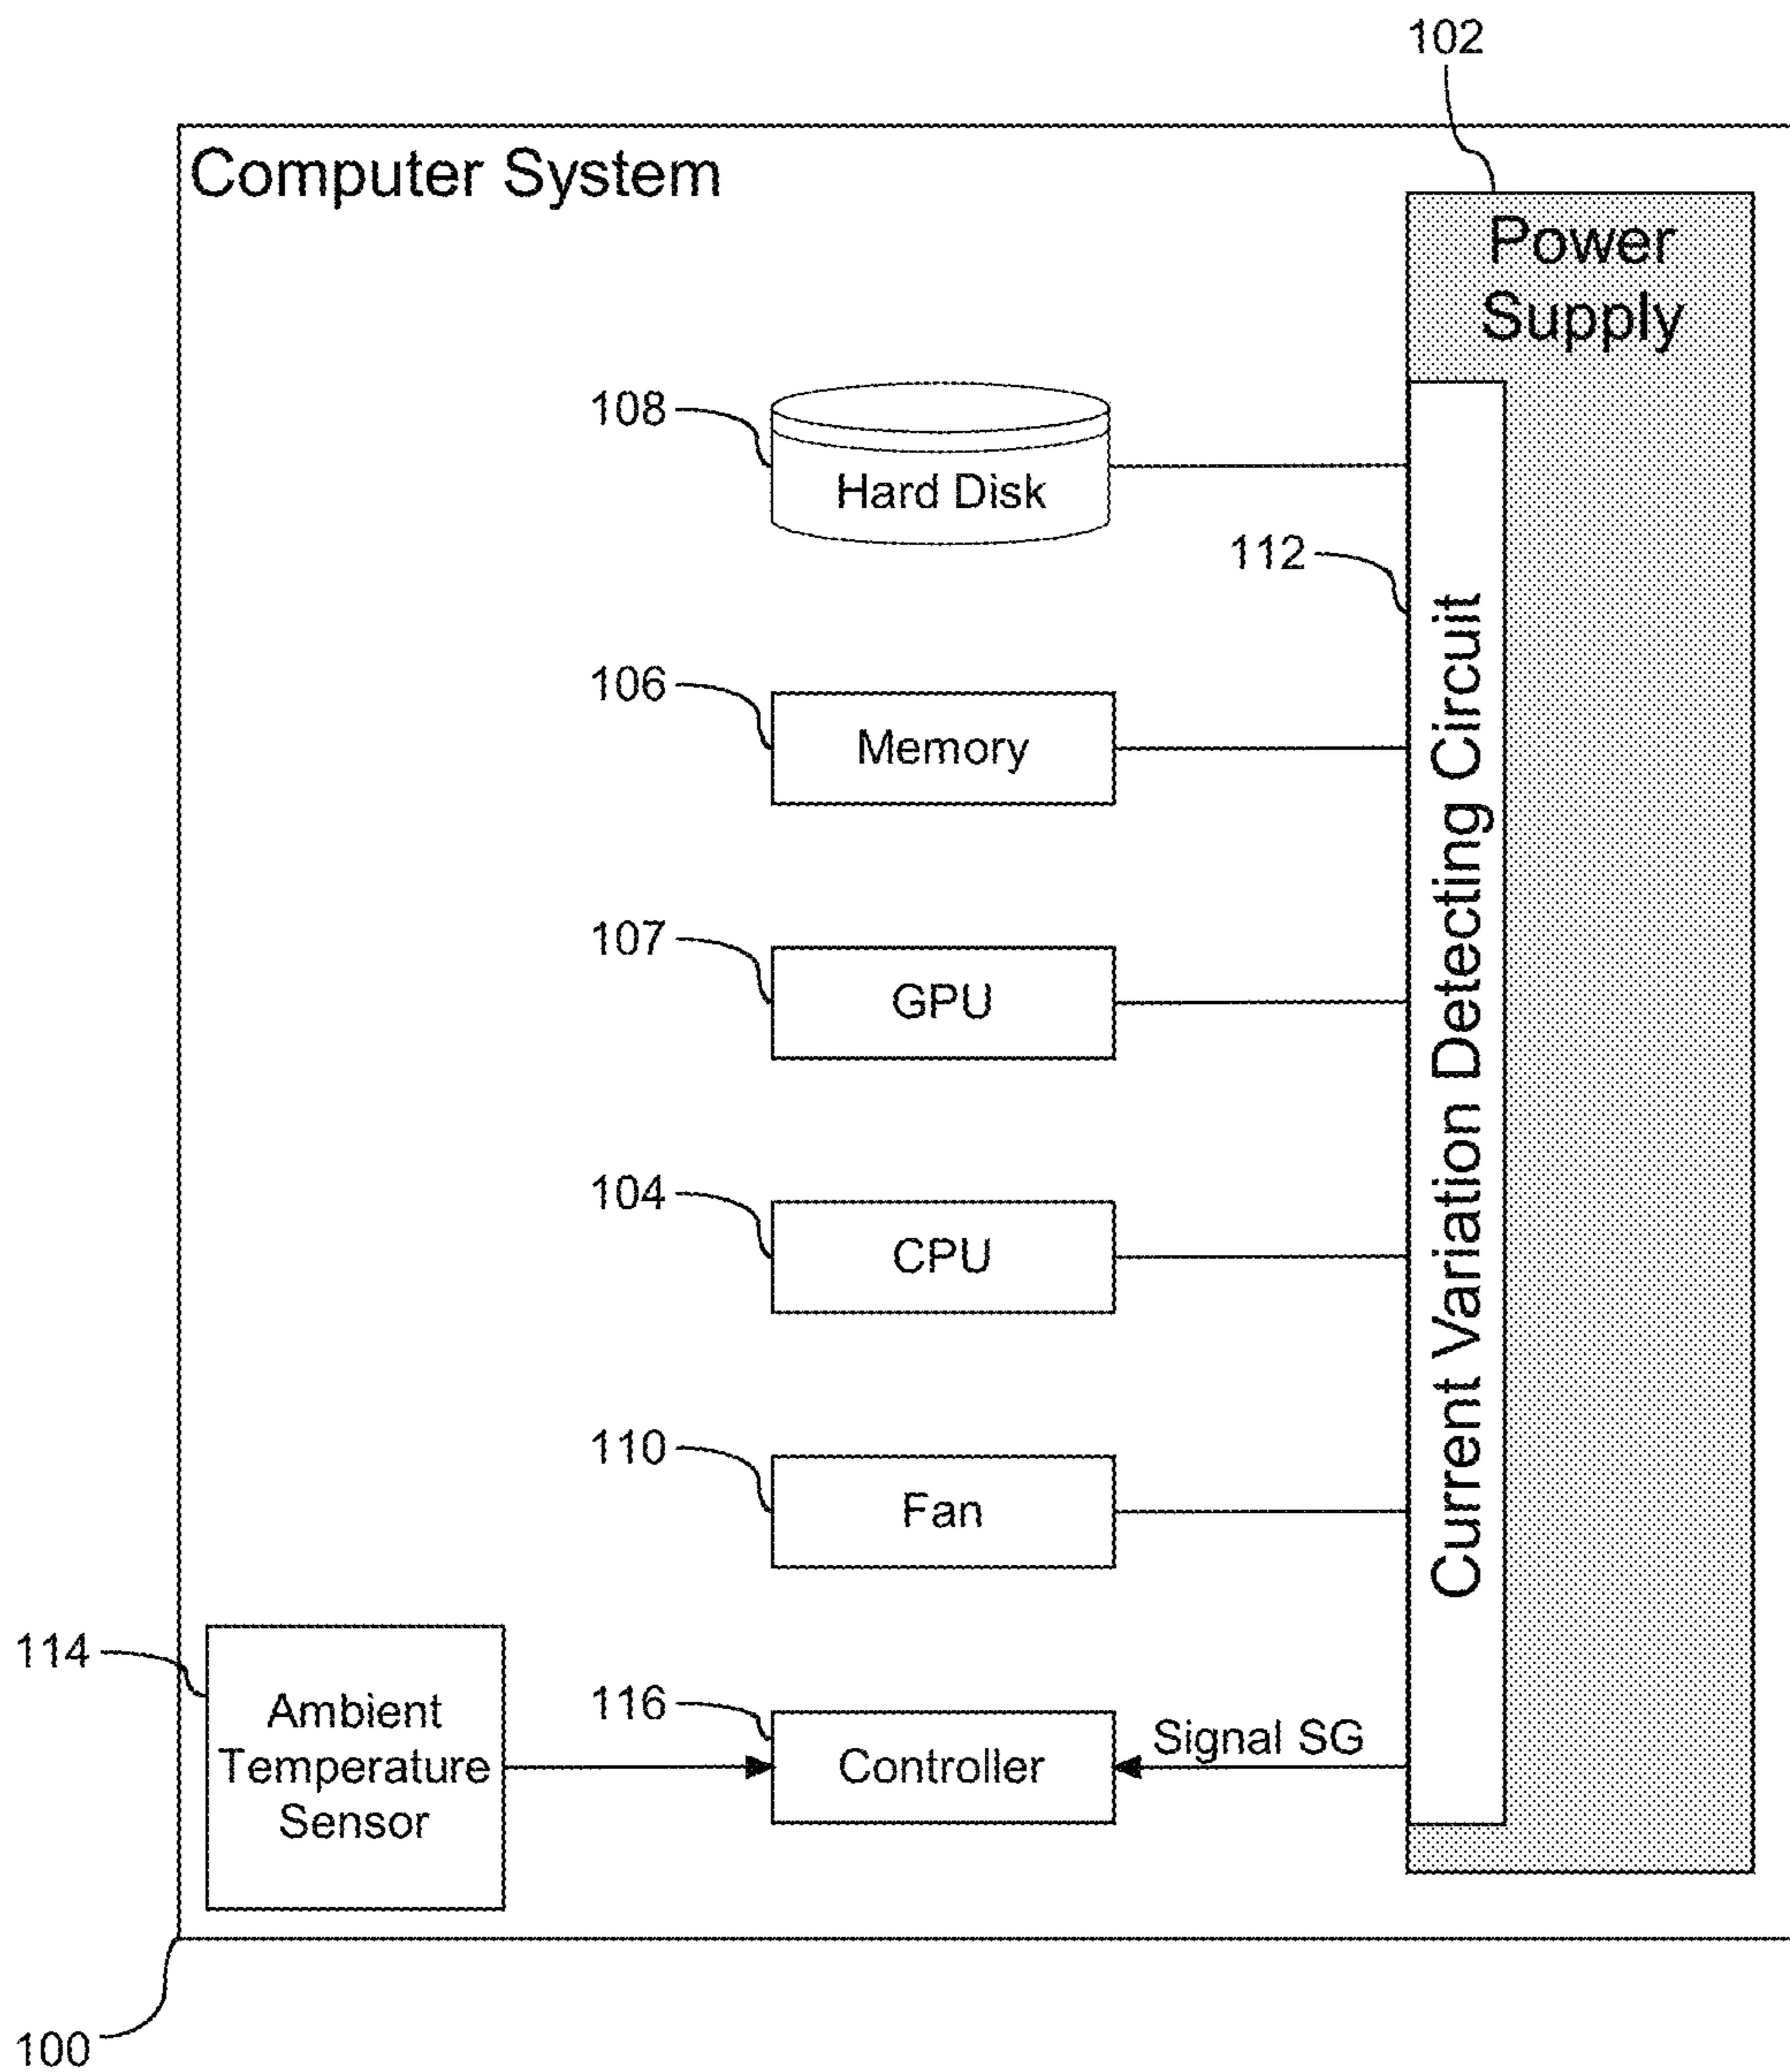 102
Computer System
Power
Supply
108
Hard Disk
112
Current Variation Detecting Circuit
106
Memory
107
GPU
104
CPU
110
Fan
114
Ambient
Temperature
Sensor
116
Controller
Signal SG
100